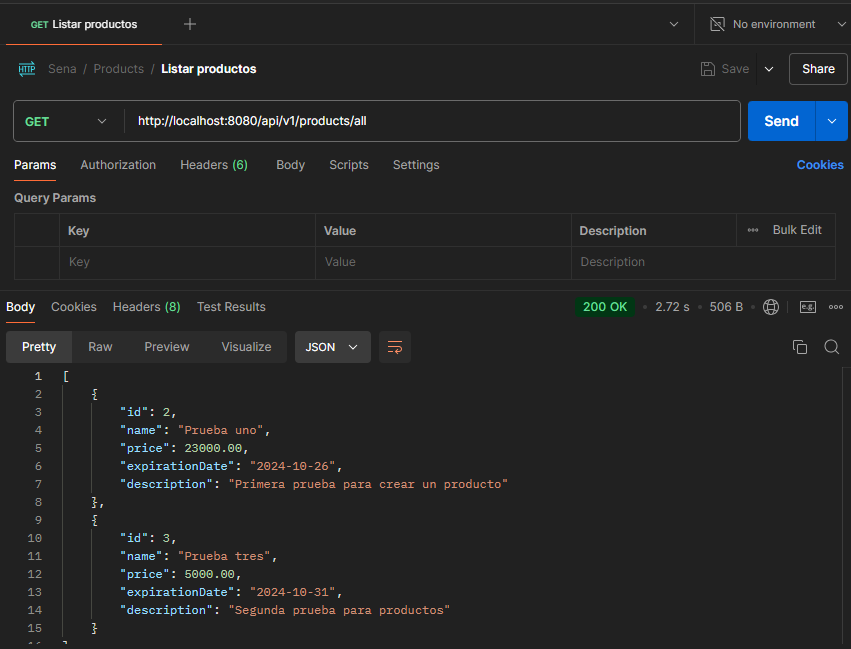 GET Listar productos
No environment
HTTP Sena / Products / Listar productos
Save
Share
GET
http://localhost:8080/api/v1/products/all
Send
Params Authorization Headers (6) Body Scripts Settings Cookies
Query Params
Key Value Description Bulk Edit
Key Value Description
Body Cookies Headers (8) Test Results 200 OK 2.72 s 506 B e.g.
Pretty Raw Preview Visualize JSON
1 [
2 {
3 "id": 2,
4 "name": "Prueba uno",
5 "price": 23000.00,
6 "expirationDate": "2024-10-26",
7 "description": "Primera prueba para crear un producto"
8 },
9 {
10 "id": 3,
11 "name": "Prueba tres",
12 "price": 5000.00,
13 "expirationDate": "2024-10-31",
14 "description": "Segunda prueba para productos"
15 }